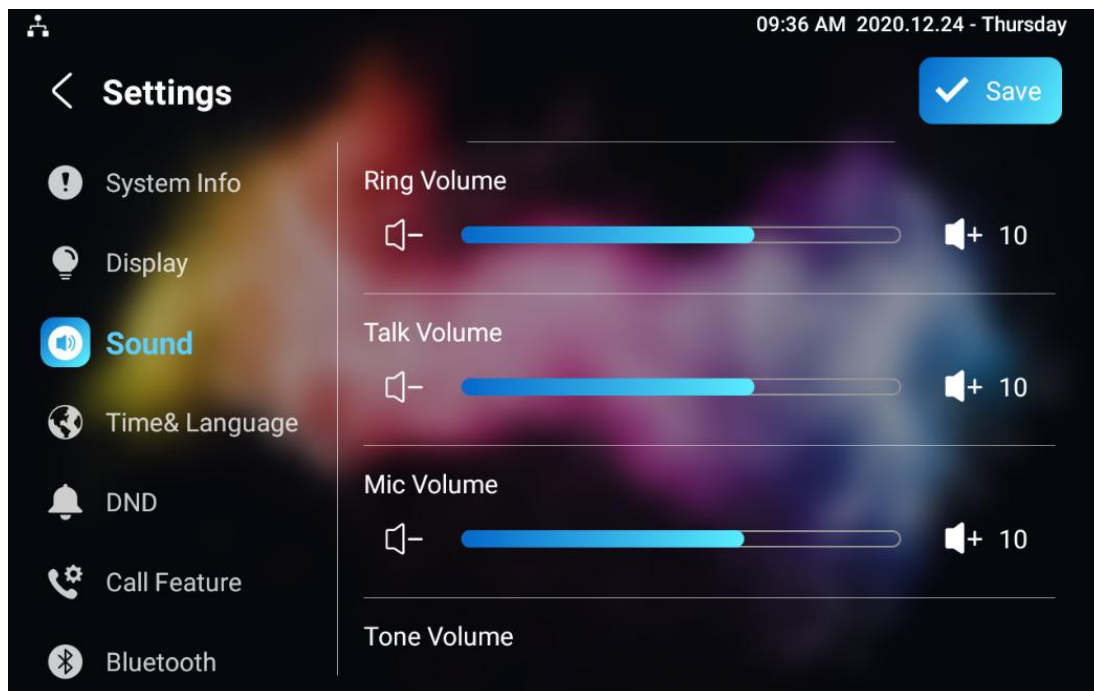 09:36 AM 2020.12.24 - Thursday
Settings
Save
System Info
Display
Sound
Time& Language
DND
Call Feature
Bluetooth
Ring Volume
10
Talk Volume
10
Mic Volume
10
Tone Volume